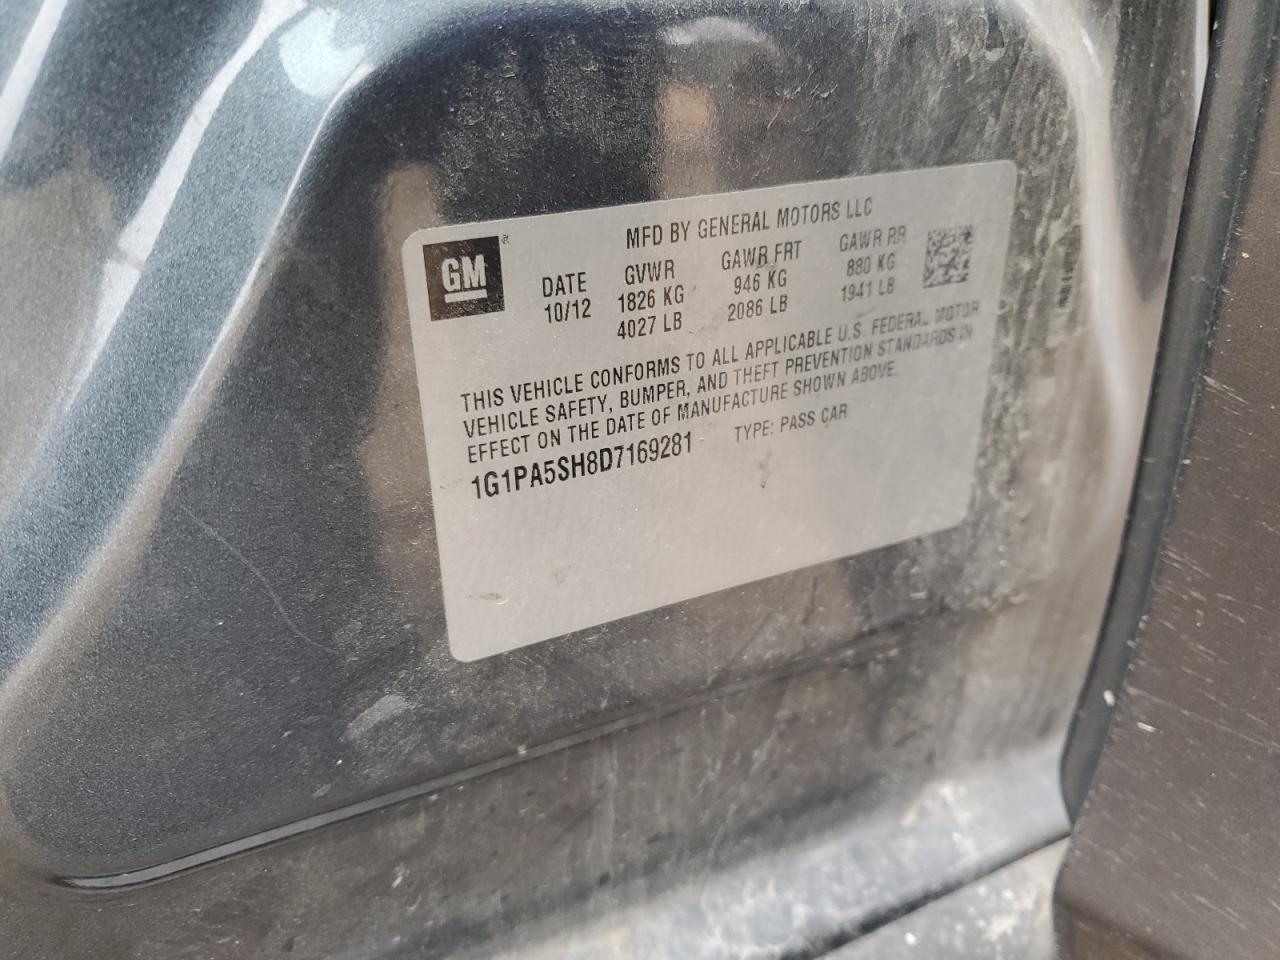 GM®
MFD BY GENERAL MOTORS LLC
DATE GVWR GAWR FRT GAWR RR
10/12 1826 KG 946 KG 880 KG
4027 LB 2086 LB 1941 LB
THIS VEHICLE CONFORMS TO ALL APPLICABLE U.S. FEDERAL MOTOR
VEHICLE SAFETY, BUMPER, AND THEFT PREVENTION STANDARDS IN
EFFECT ON THE DATE OF MANUFACTURE SHOWN ABOVE.
1G1PA5SH8D7169281 TYPE: PASS CAR